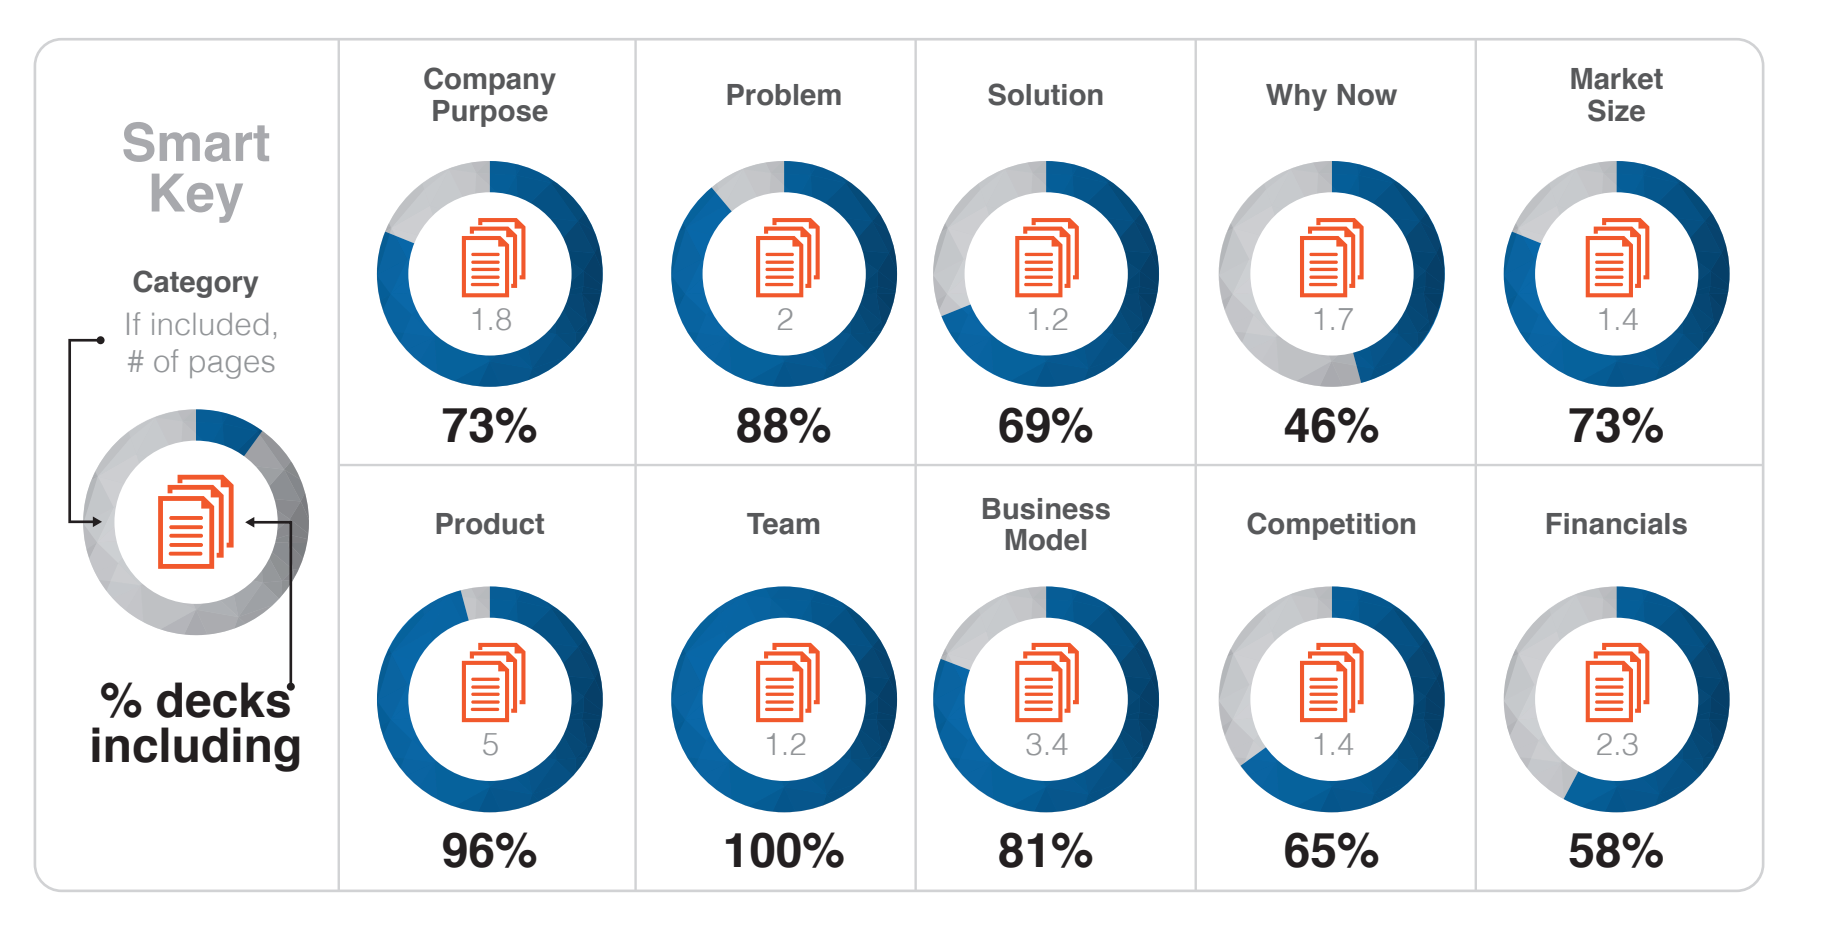 Smart
Key
Category
If included,
# of pages
% decks
including
Company
Purpose
1.8
73%
Problem
2
88%
Solution
1.2
69%
Why Now
1.7
46%
Market
Size
1.4
73%
Product
5
96%
Team
1.2
100%
Business
Model
3.4
81%
Competition
1.4
65%
Financials
2.3
58%